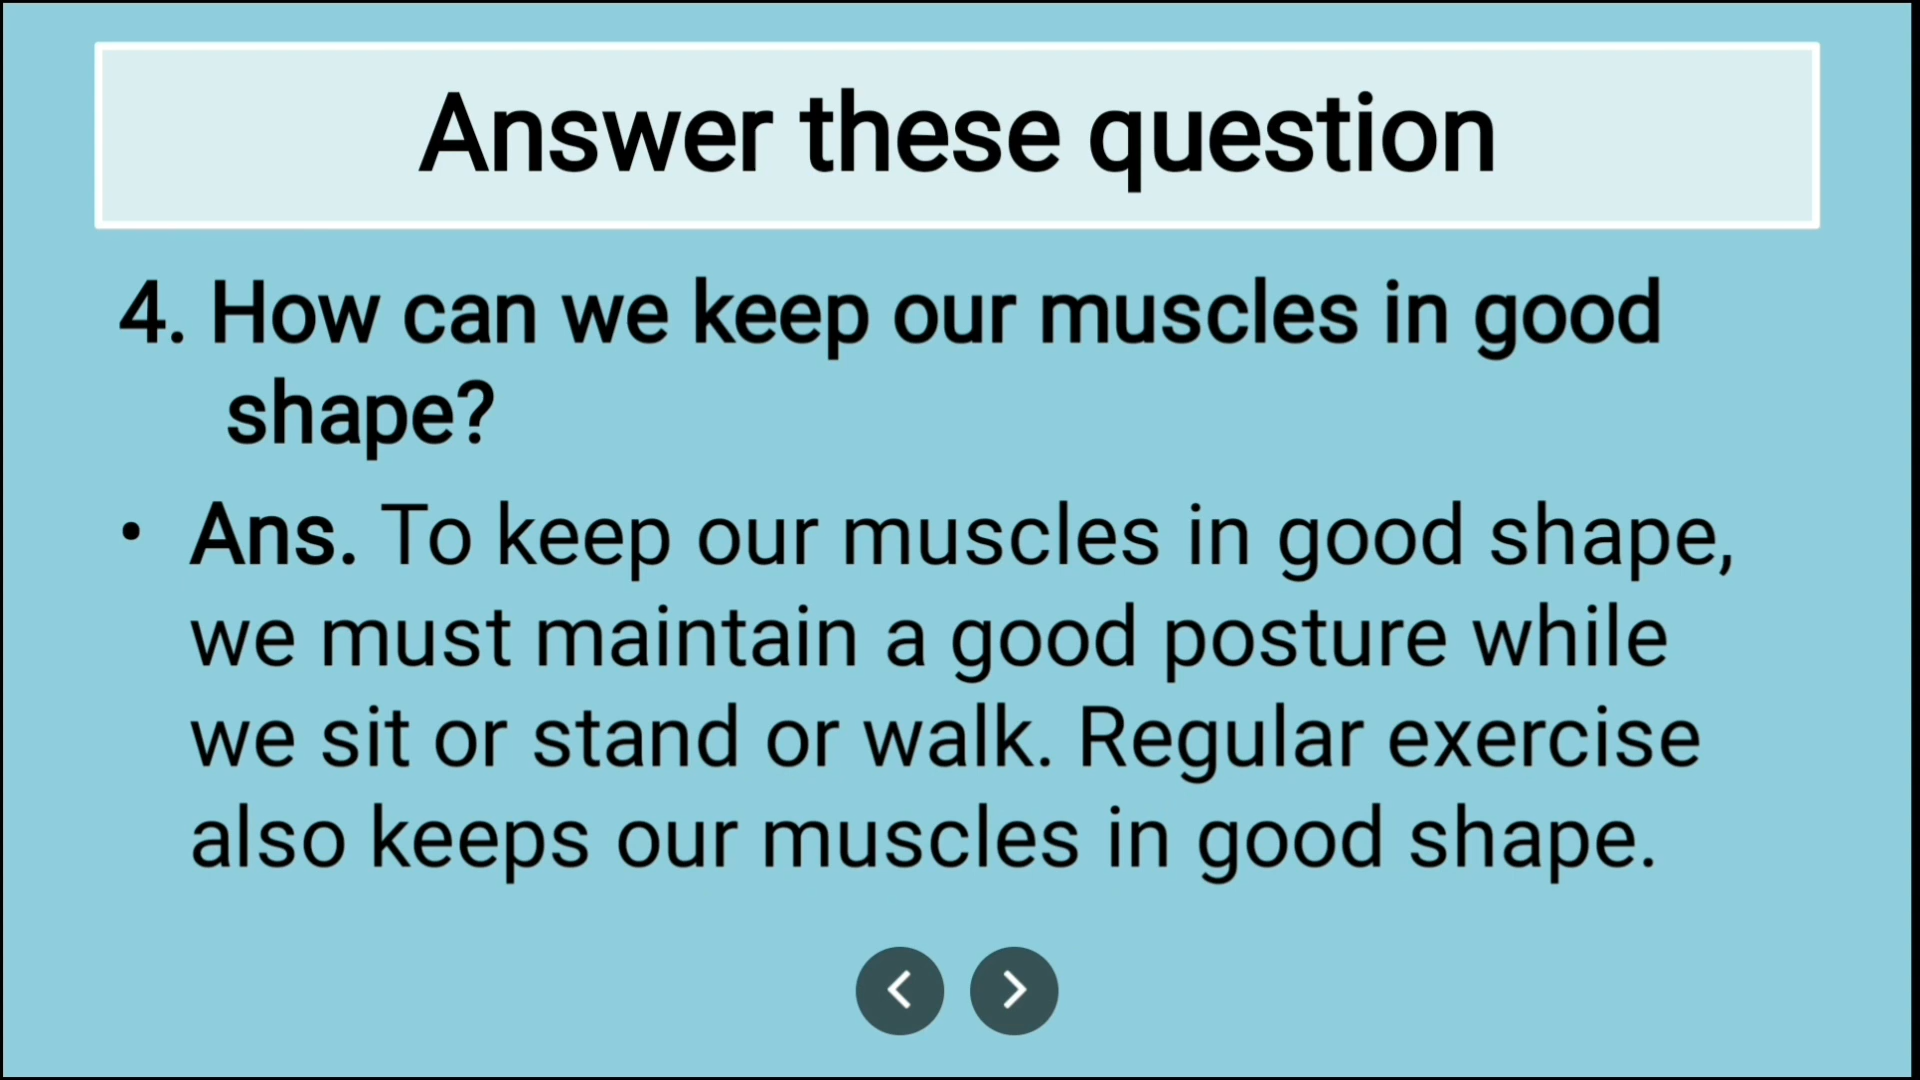 Answer these question
4. How can we keep our muscles in good
shape?
• Ans. To keep our muscles in good shape,
we must maintain a good posture while
we sit or stand or walk. Regular exercise
also keeps our muscles in good shape.